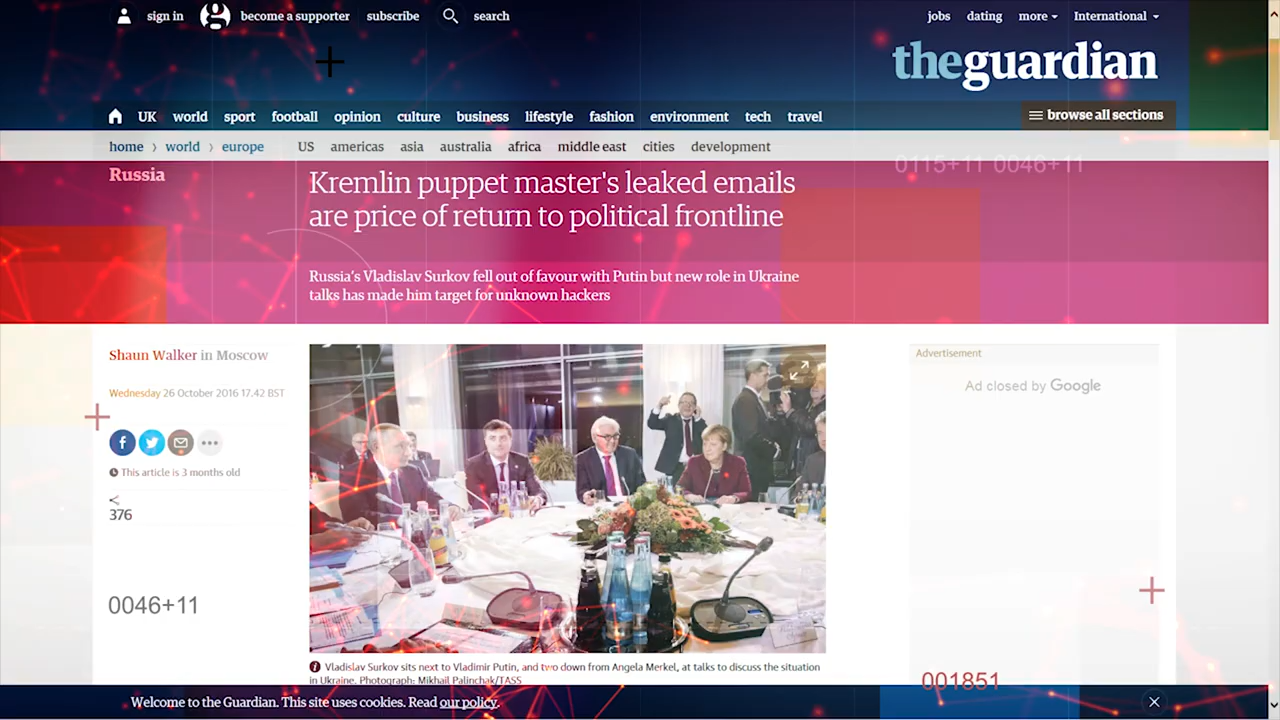 sign in
become a supporter
subscribe
search
jobs
dating
more
International
theguardian
UK
world
sport
football
opinion
culture
business
lifestyle
fashion
environment
tech
travel
browse all sections
home
world
europe
US
americas
asia
australia
africa
middle east
cities
development
0115+11 0046+11
Russia
Kremlin puppet master's leaked emails
are price of return to political frontline
Russia's Vladislav Surkov fell out of favour with Putin but new role in Ukraine
talks has made him target for unknown hackers
Shaun Walker in Moscow
Wednesday 26 October 2016 17.42 BST
This article is 3 months old
376
0046+11
Advertisement
Ad closed by Google
Vladislav Surkov sits next to Vladimir Putin, and two down from Angela Merkel, at talks to discuss the situation
in Ukraine. Photograph: Mikhail Palinchak/TASS
001851
Welcome to the Guardian. This site uses cookies. Read our policy.